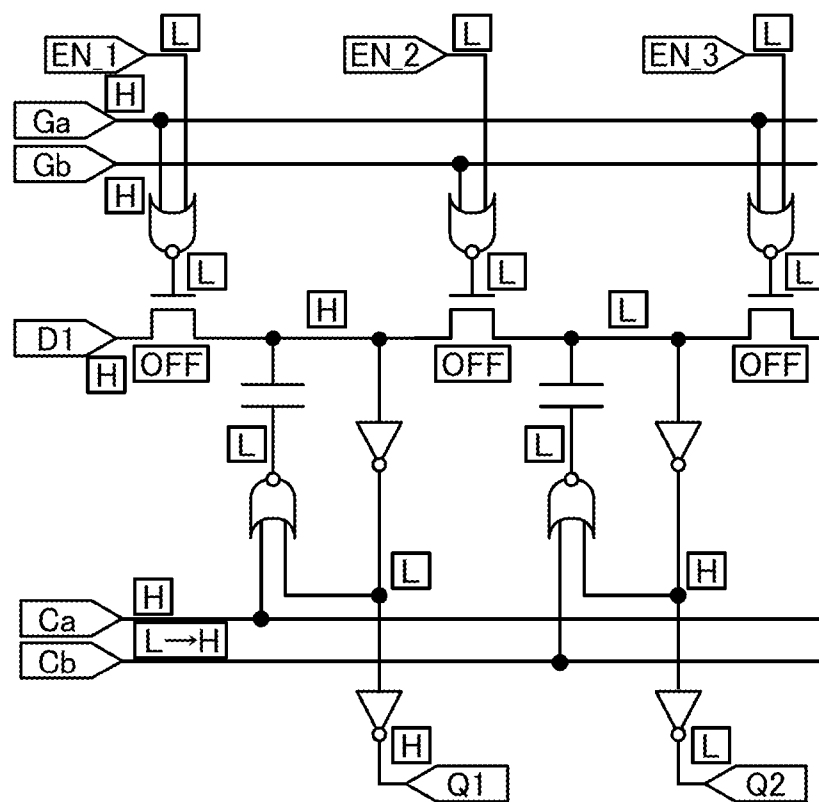 L L L
EN_1 EN_2 EN_3
H
Ga
Gb
H
L L L
H L
D1 OFF OFF OFF
H
L L
L H
H
Ca
L→H
Cb
H L
Q1 Q2